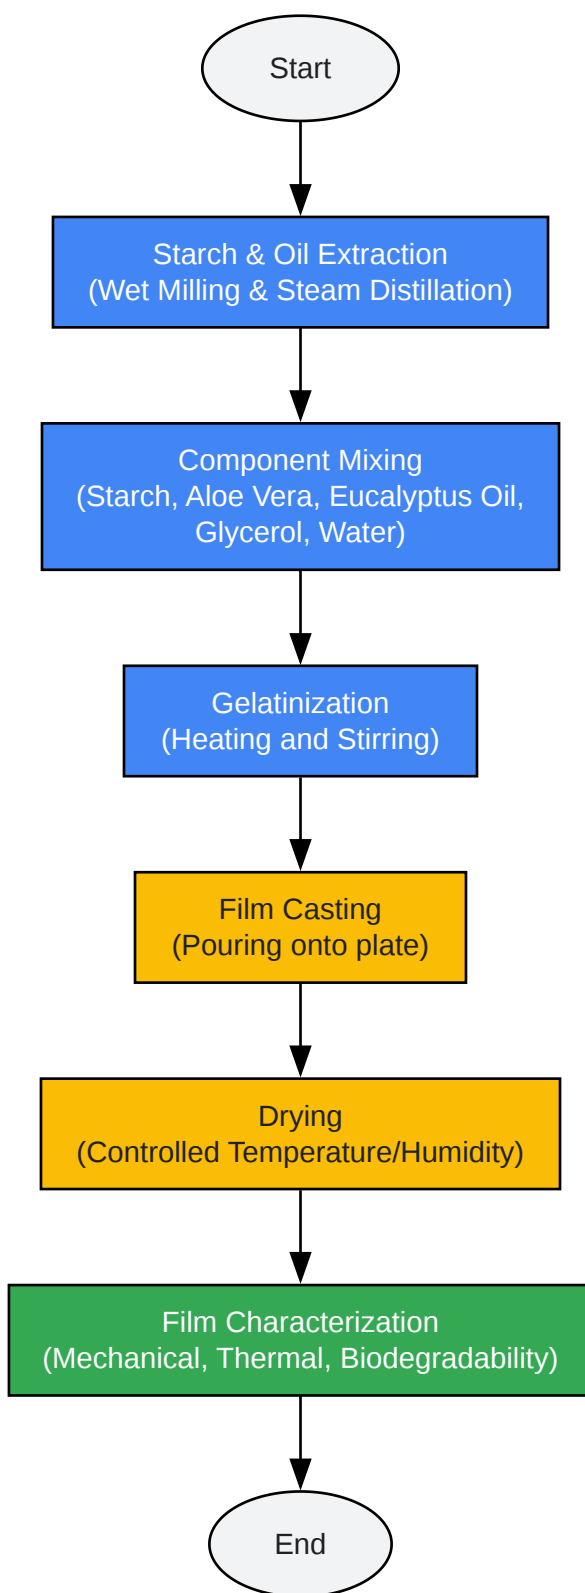 Start
Starch & Oil Extraction
(Wet Milling & Steam Distillation)
Component Mixing
(Starch, Aloe Vera, Eucalyptus Oil,
Glycerol, Water)
Gelatinization
(Heating and Stirring)
Film Casting
(Pouring onto plate)
Drying
(Controlled Temperature/Humidity)
Film Characterization
(Mechanical, Thermal, Biodegradability)
End